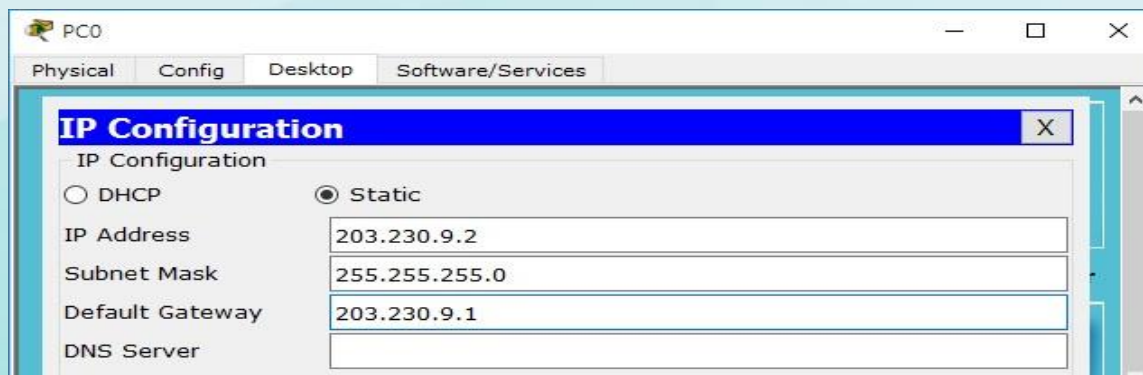 PC0
Physical Config Desktop Software/Services
IP Configuration X
IP Configuration
DHCP Static
IP Address 203.230.9.2
Subnet Mask 255.255.255.0
Default Gateway 203.230.9.1
DNS Server